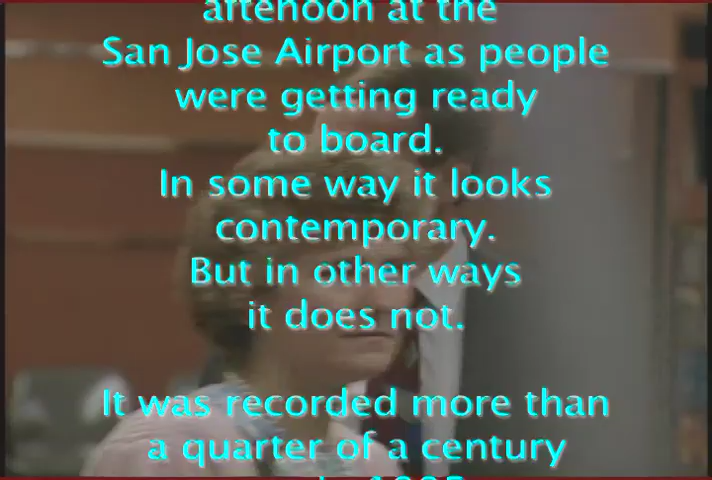 aftenoon at the
San Jose Airport as people
were getting ready
to board.
In some way it looks
contemporary.
But in other ways
it does not.
It was recorded more than
a quarter of a century